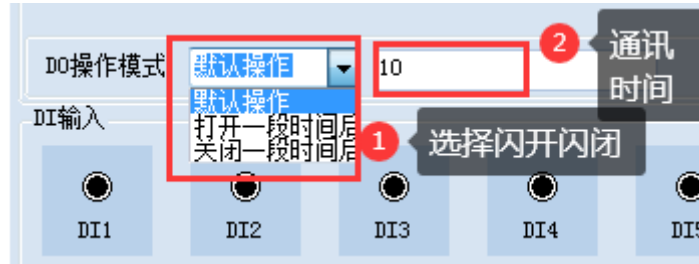 DO操作模式
默认操作
10
2
通讯
时间
默认操作
打开一段时间后
关闭一段时间后
DI输入
1
选择闪开闪闭
DI1
DI2
DI3
DI4